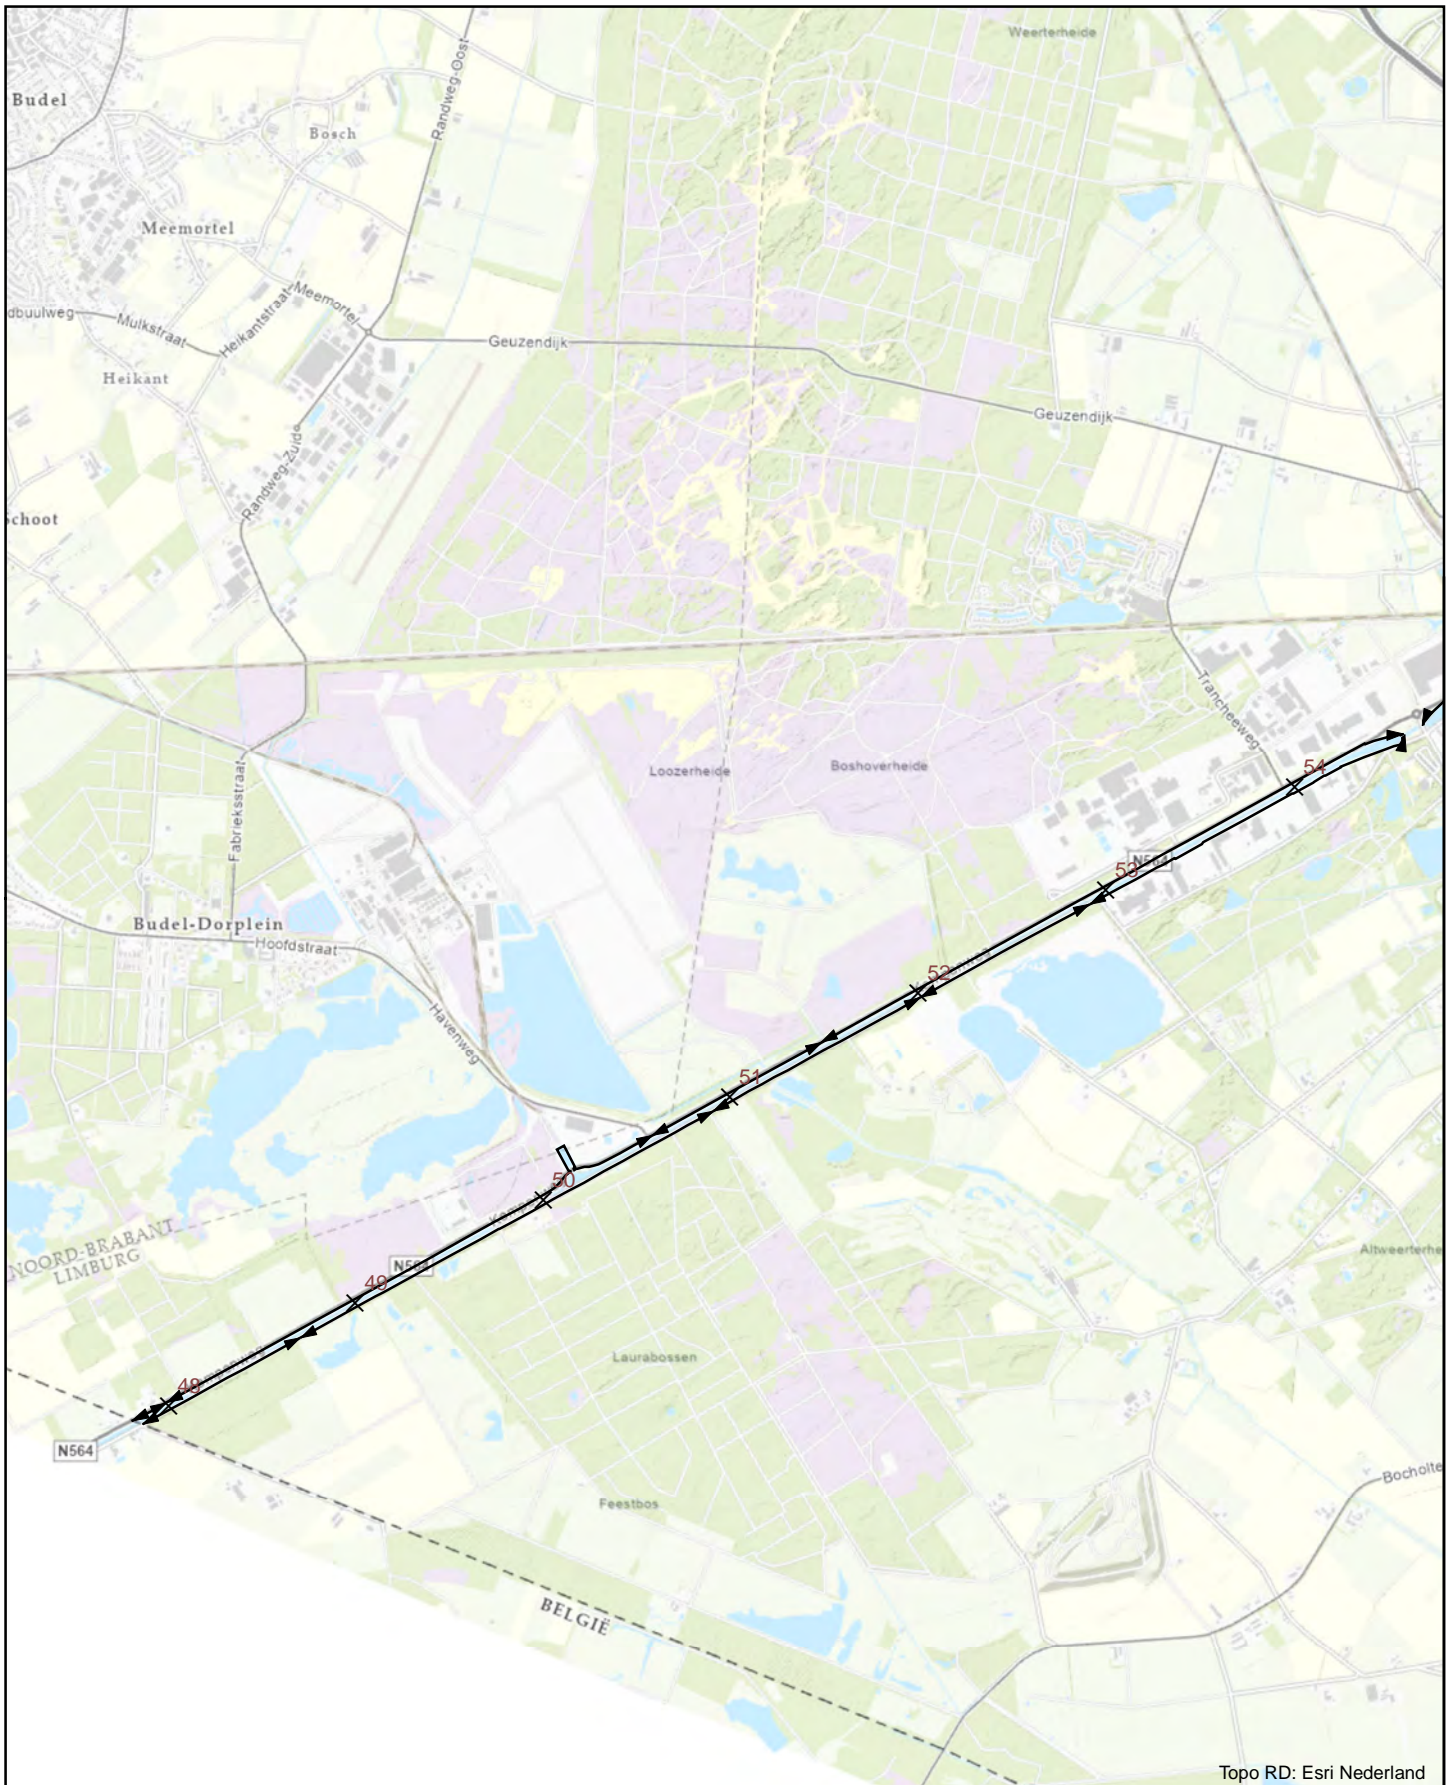 Weerterheide
Budel
Bosch
Randweg-Oost
Meemortel
Meemortel
dbuulweg
Mulkstraat
Heikantstraat
Geuzendijk
Heikant
Geuzendijk
Randweg-Zuid
choot
Trancheeweg
Loozerheide
Boshoverheide
54
Fabrieksstraat
N564
53
Budel-Dorplein
Hoofdstraat
52
Havenweg
51
50
NOORD-BRABANT
LIMBURG
Altweerterhe
N564
49
Laurabossen
48
N564
Bocholte
Feestbos
BELGIË
Topo RD: Esri Nederland